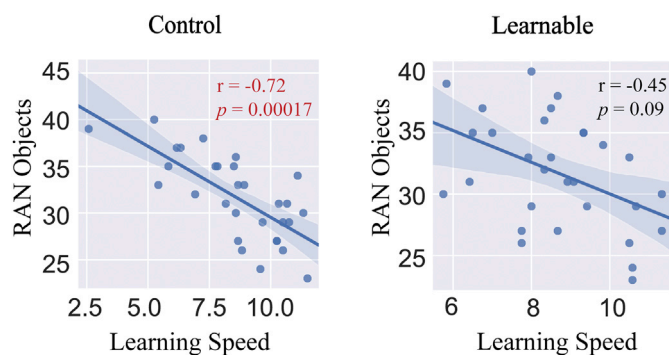 Control
Learnable
RAN Objects
45
40
35
30
25
r = -0.72
p = 0.00017
2.5
5.0
7.5
10.0
Learning Speed
RAN Objects
40
35
30
25
r = -0.45
p = 0.09
6
8
10
Learning Speed